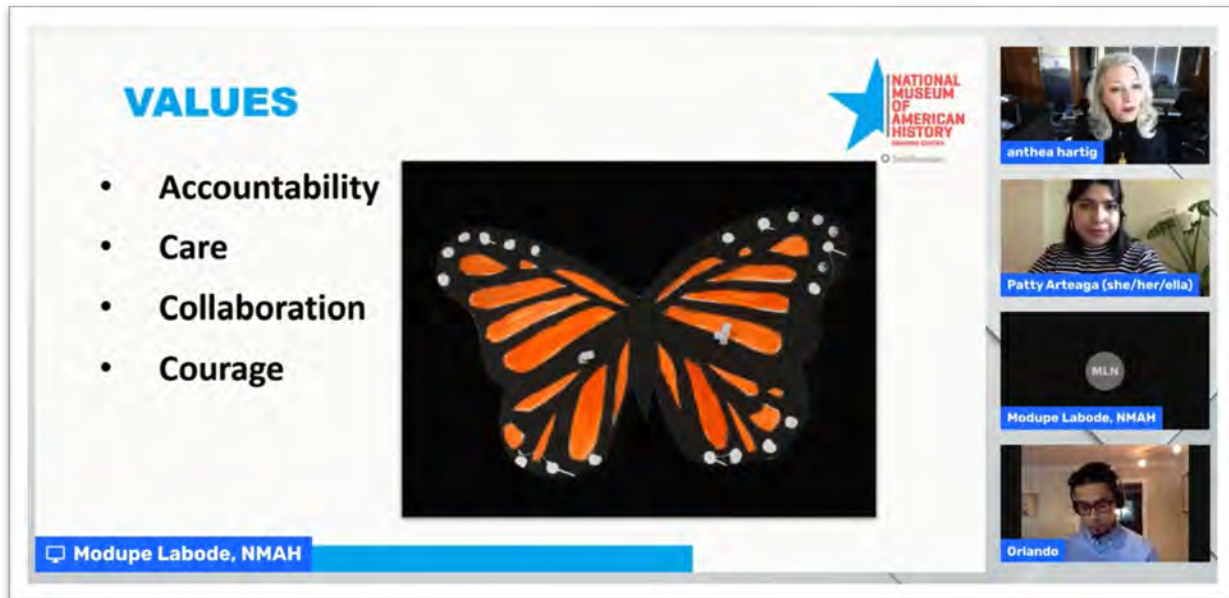 VALUES
• Accountability
• Care
• Collaboration
• Courage
NATIONAL
MUSEUM
OF
AMERICAN
HISTORY
Smithsonian
Modupe Labode, NMAH
anthea hartig
Patty Arteaga (she/her/ella)
MLN
Modupe Labode, NMAH
Orlando